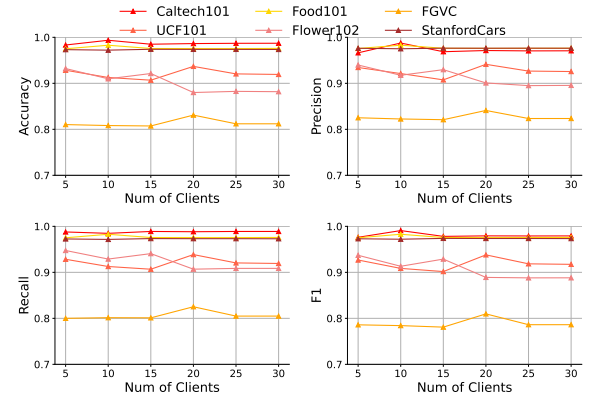 Caltech101 Food101 FGVC
UCF101 Flower102 StanfordCars
Accuracy
1.0
0.9
0.8
0.7
5 10 15 20 25 30
Num of Clients
Precision
1.0
0.9
0.8
0.7
5 10 15 20 25 30
Num of Clients
Recall
1.0
0.9
0.8
0.7
5 10 15 20 25 30
Num of Clients
F1
1.0
0.9
0.8
0.7
5 10 15 20 25 30
Num of Clients